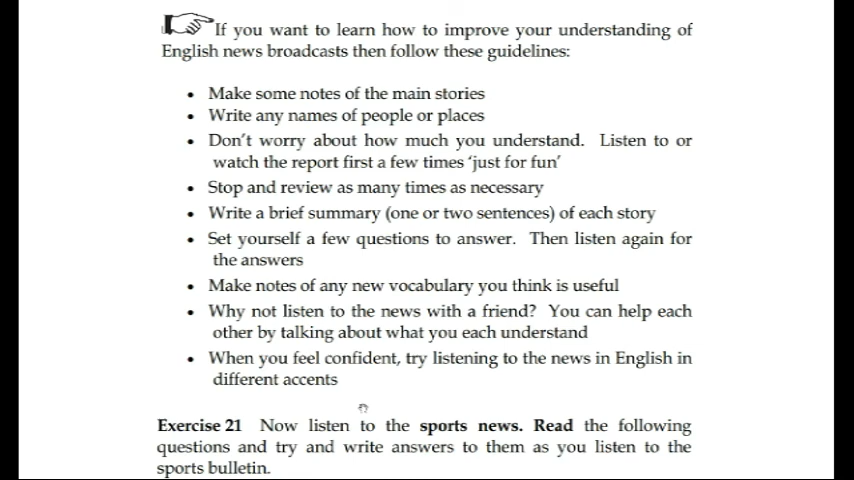 If you want to learn how to improve your understanding of
English news broadcasts then follow these guidelines:
• Make some notes of the main stories
• Write any names of people or places
• Don't worry about how much you understand. Listen to or
watch the report first a few times 'just for fun'
• Stop and review as many times as necessary
• Write a brief summary (one or two sentences) of each story
• Set yourself a few questions to answer. Then listen again for
the answers
• Make notes of any new vocabulary you think is useful
• Why not listen to the news with a friend? You can help each
other by talking about what you each understand
• When you feel confident, try listening to the news in English in
different accents
Exercise 21 Now listen to the sports news. Read the following
questions and try and write answers to them as you listen to the
sports bulletin.